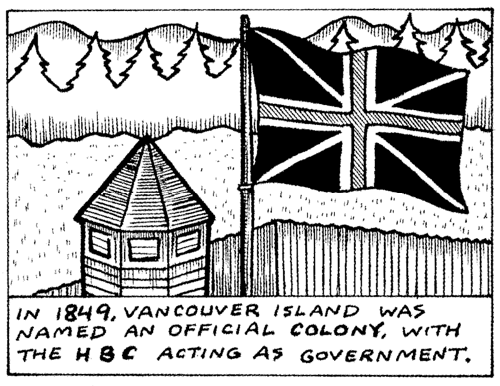 IN 1849, VANCOUVER ISLAND WAS
NAMED AN OFFICIAL COLONY, WITH
THE HBC ACTING AS GOVERNMENT.